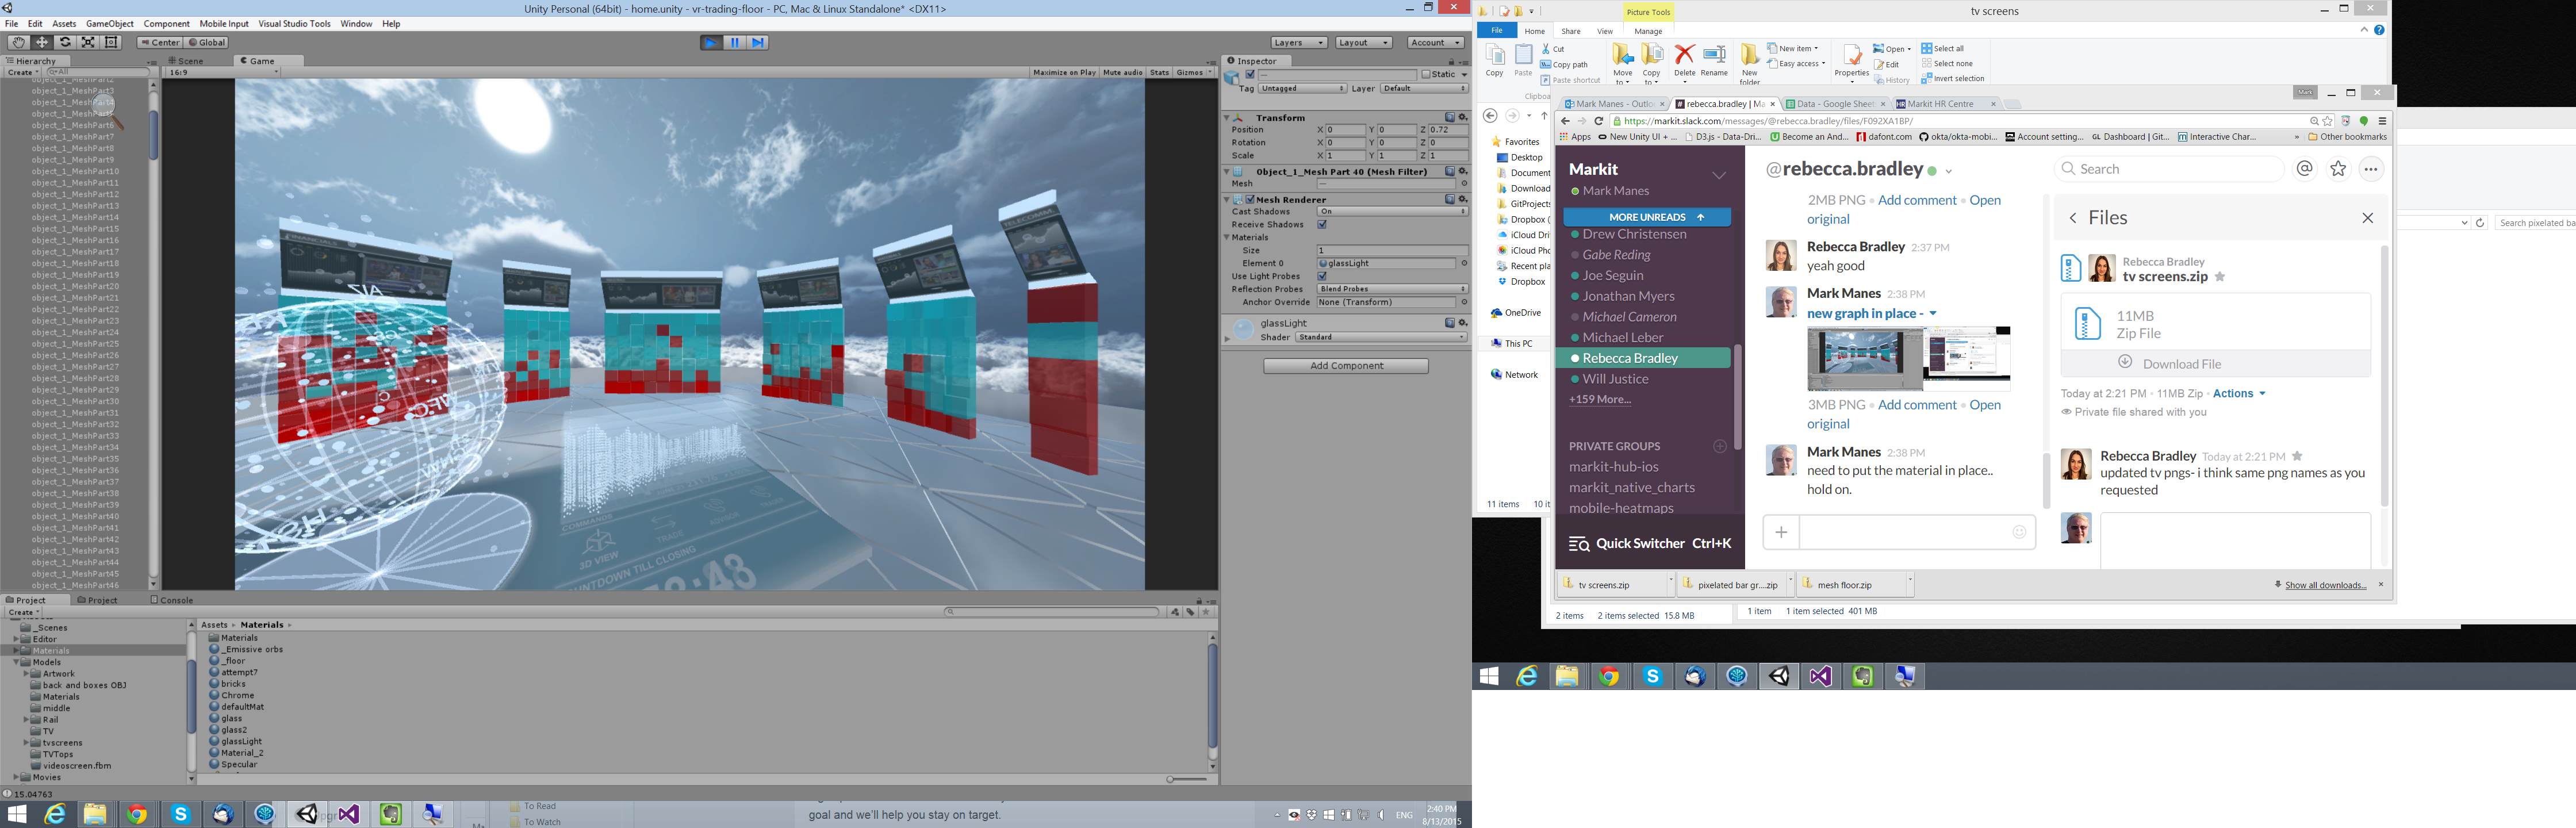 Unity Personal (64bit) - home.unity - vr-trading-floor - PC, Mac & Linux Standalone* <DX11>
File Edit Assets GameObject Component Mobile Input Visual Studio Tools Window Help
Center Global
Layers Layout Account
Hierarchy
Create All
object_1_MeshPart2
object_1_MeshPart3
object_1_MeshPart4
object_1_MeshPart5
object_1_MeshPart6
object_1_MeshPart7
object_1_MeshPart8
object_1_MeshPart9
object_1_MeshPart10
object_1_MeshPart11
object_1_MeshPart12
object_1_MeshPart13
object_1_MeshPart14
object_1_MeshPart15
object_1_MeshPart16
object_1_MeshPart17
object_1_MeshPart18
object_1_MeshPart19
object_1_MeshPart20
object_1_MeshPart21
object_1_MeshPart22
object_1_MeshPart23
object_1_MeshPart24
object_1_MeshPart25
object_1_MeshPart26
object_1_MeshPart27
object_1_MeshPart28
object_1_MeshPart29
object_1_MeshPart30
object_1_MeshPart31
object_1_MeshPart32
object_1_MeshPart33
object_1_MeshPart34
object_1_MeshPart35
object_1_MeshPart36
object_1_MeshPart37
object_1_MeshPart38
object_1_MeshPart39
object_1_MeshPart40
object_1_MeshPart41
object_1_MeshPart42
object_1_MeshPart43
object_1_MeshPart44
object_1_MeshPart45
object_1_MeshPart46
Scene Game
16:9
Maximize on Play Mute audio Stats Gizmos
FINANCIALS
TELECOMM
COMMANDS
3D VIEW
TRADE
COUNTDOWN TILL CLOSING
:48
Inspector
Static
Tag Untagged Layer Default
Transform
Position X 0 Y 0 Z 0.72
Rotation X 0 Y 0 Z 0
Scale X 1 Y 1 Z 1
Object_1_Mesh Part 40 (Mesh Filter)
Mesh —
Mesh Renderer
Cast Shadows On
Receive Shadows
Materials
Size 1
Element 0 glassLight
Use Light Probes
Reflection Probes Blend Probes
Anchor Override None (Transform)
glassLight
Shader Standard
Add Component
Project Project Console
Create
_Scenes
Editor
Materials
Models
Artwork
back and boxes OBJ
Materials
middle
Rail
TV
tvscreens
TVTops
videoscreen.fbm
Movies
Assets Materials
Materials
_Emissive orbs
_floor
attempt7
bricks
Chrome
defaultMat
glass
glass2
glassLight
Material_2
Specular
15.04763
To Read
To Watch
goal and we'll help you stay on target.
ENG
2:40 PM
8/13/2015
Picture Tools
tv screens
File Home Share View Manage
Copy Paste
Cut
Copy path
Paste shortcut
Move to Copy to Delete Rename
New folder
New item
Easy access
Properties
Open
Edit
History
Select all
Select none
Invert selection
Favorites
Desktop
Document
Download
GitProjects
Dropbox (
iCloud Dri
iCloud Pho
Recent pla
Dropbox
OneDrive
This PC
Network
11 items
Mark Manes - Outlo
rebecca.bradley | Ma
Data - Google Sheet
Markit HR Centre
Mark
https://markit.slack.com/messages/@rebecca.bradley/files/F092XA1BP/
Apps New Unity UI + ... D3.js - Data-Dri... Become an And... dafont.com okta/okta-mobi... Account setting... GL Dashboard | Git... Interactive Char... » Other bookmarks
Markit
Mark Manes
MORE UNREADS
Drew Christensen
Gabe Reding
Joe Seguin
Jonathan Myers
Michael Cameron
Michael Leber
Rebecca Bradley
Will Justice
+159 More...
PRIVATE GROUPS
markit-hub-ios
markit_native_charts
mobile-heatmaps
Quick Switcher Ctrl+K
@rebecca.bradley
Search
2MB PNG • Add comment • Open
original
Rebecca Bradley 2:37 PM
yeah good
Mark Manes 2:38 PM
new graph in place -
3MB PNG • Add comment • Open
original
Mark Manes 2:38 PM
need to put the material in place..
hold on.
Files
Rebecca Bradley
tv screens.zip
11MB
Zip File
Download File
Today at 2:21 PM • 11MB Zip • Actions
Private file shared with you
Rebecca Bradley Today at 2:21 PM
updated tv pngs- i think same png names as you
requested
tv screens.zip
pixelated bar gr....zip
mesh floor.zip
Show all downloads...
2 items 2 items selected 15.8 MB
1 item 1 item selected 401 MB
Search pixelated ba